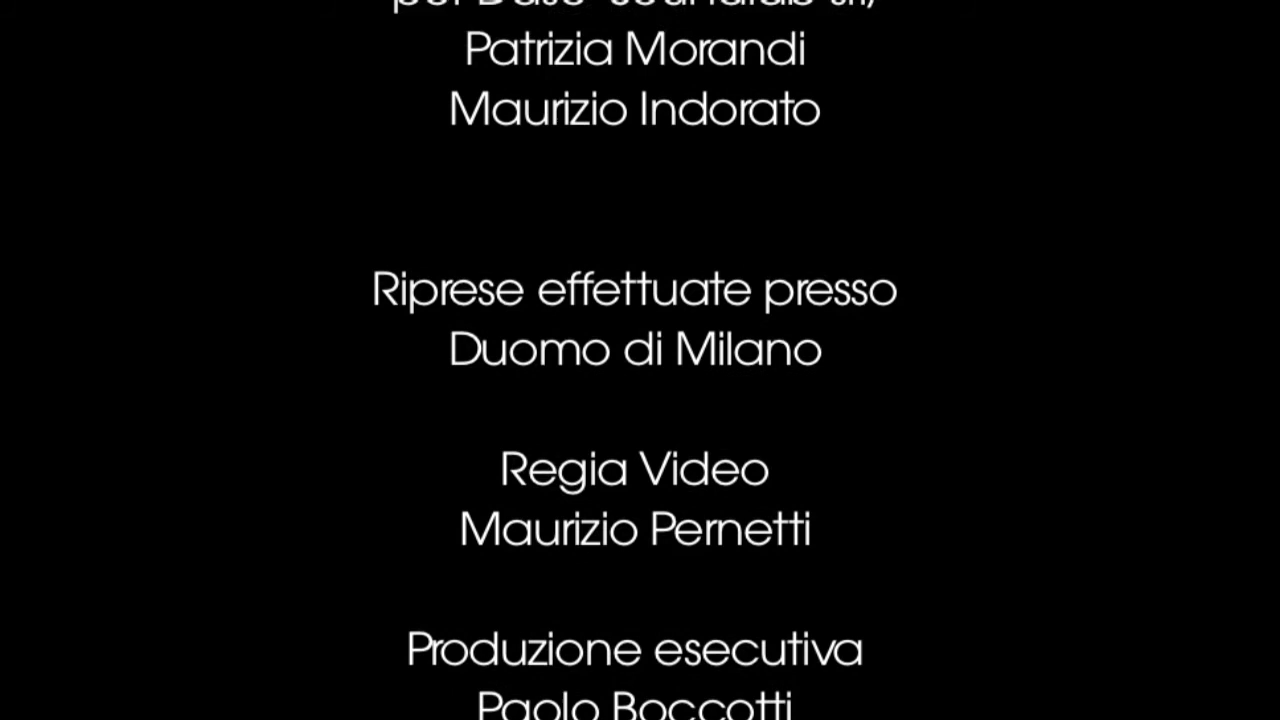 Patrizia Morandi
Maurizio Indorato
Riprese effettuate presso
Duomo di Milano
Regia Video
Maurizio Pernetti
Produzione esecutiva
Paolo Boccotti